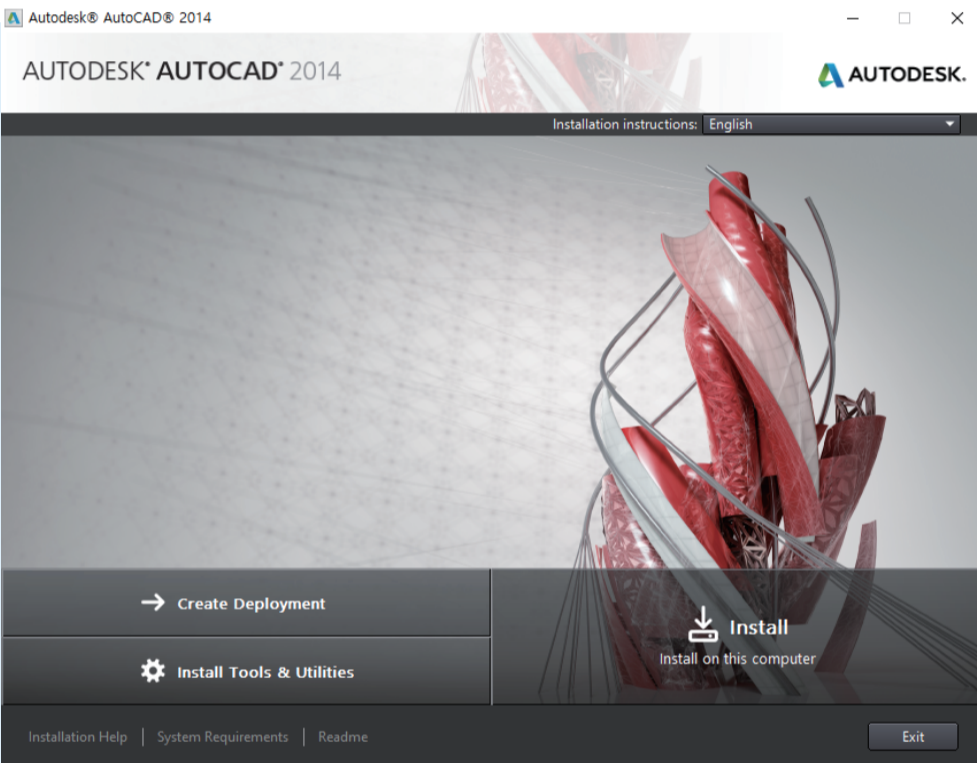 Autodesk® AutoCAD® 2014
AUTODESK® AUTOCAD® 2014
AUTODESK.
Installation instructions: English
Create Deployment
Install Tools & Utilities
Install
Install on this computer
Installation Help | System Requirements | Readme
Exit